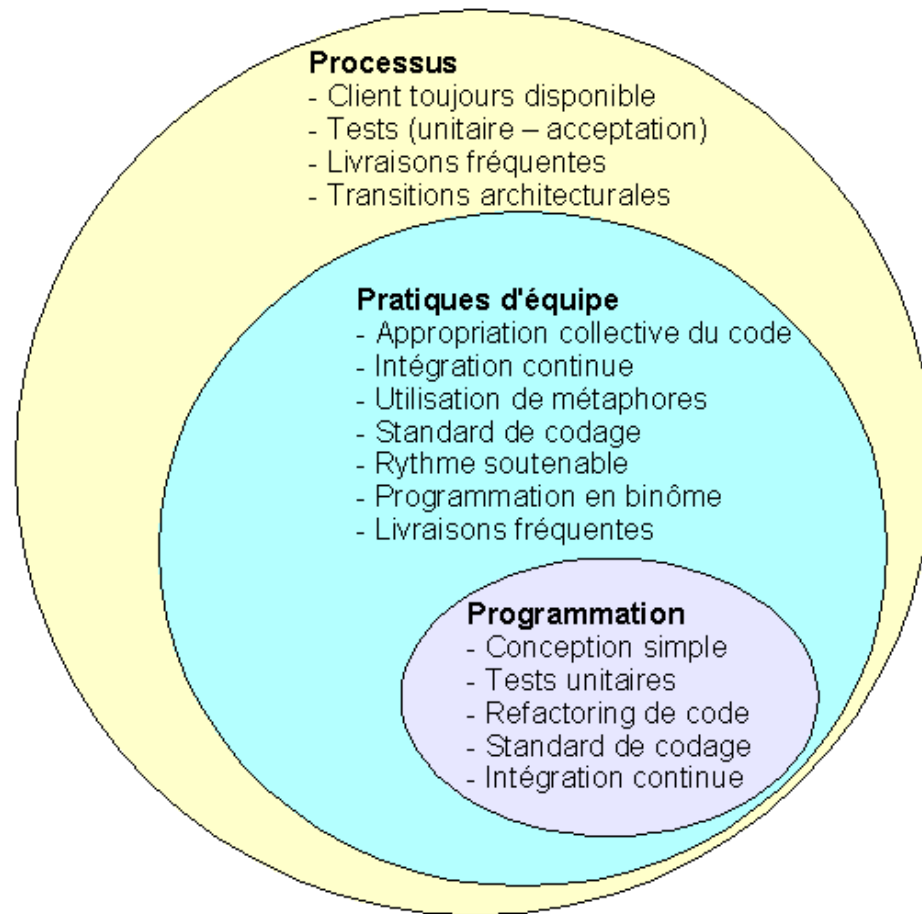 Processus
- Client toujours disponible
- Tests (unitaire – acceptation)
- Livraisons fréquentes
- Transitions architecturales
Pratiques d'équipe
- Appropriation collective du code
- Intégration continue
- Utilisation de métaphores
- Standard de codage
- Rythme soutenable
- Programmation en binôme
- Livraisons fréquentes
Programmation
- Conception simple
- Tests unitaires
- Refactoring de code
- Standard de codage
- Intégration continue